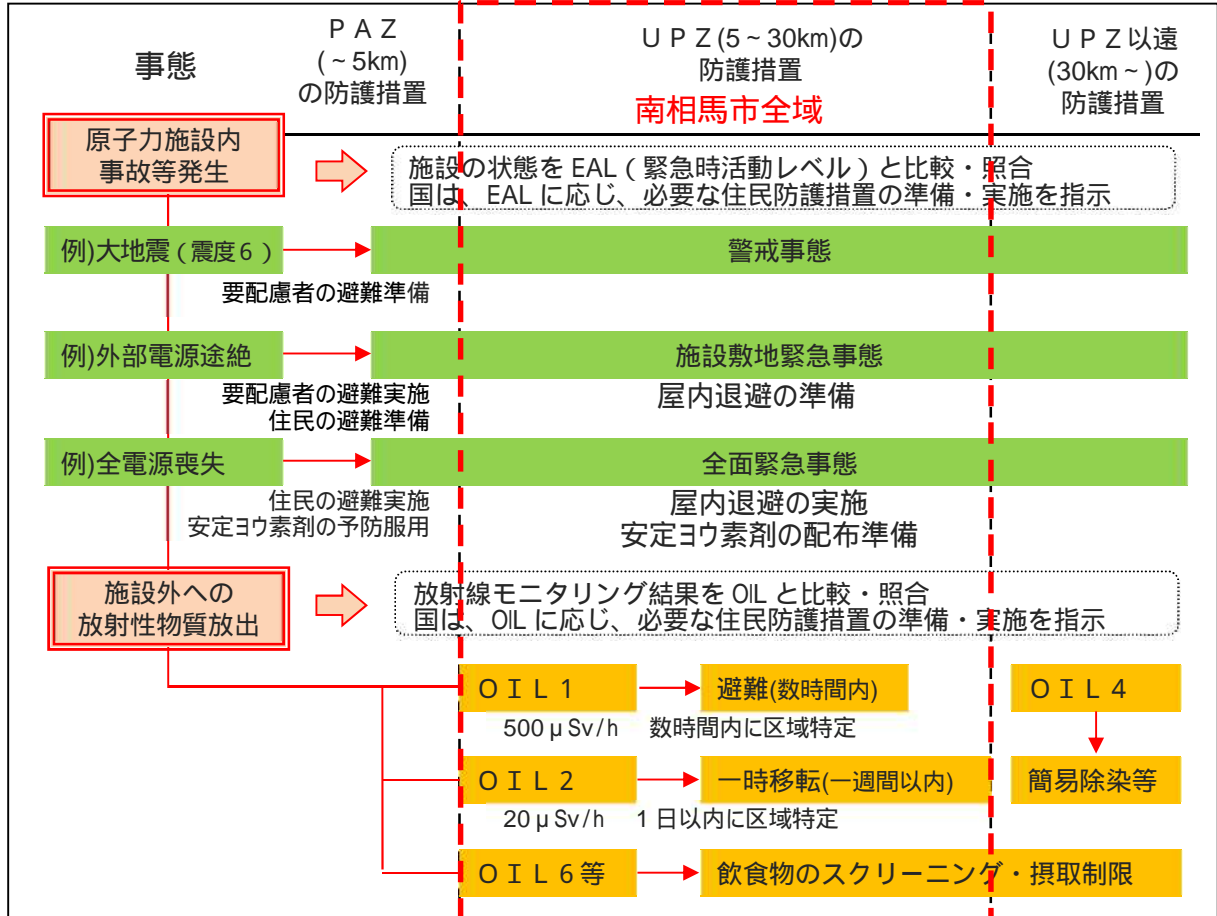 事態
ＰＡＺ
(～5km)
の防護措置
ＵＰＺ(5～30km)の
防護措置
南相馬市全域
ＵＰＺ以遠
(30km～)の
防護措置
原子力施設内
事故等発生
施設の状態を EAL（緊急時活動レベル）と比較・照合
国は、EAL に応じ、必要な住民防護措置の準備・実施を指示
例)大地震（震度６）
警戒事態
要配慮者の避難準備
例)外部電源途絶
施設敷地緊急事態
要配慮者の避難実施
住民の避難準備
屋内退避の準備
例)全電源喪失
全面緊急事態
住民の避難実施
安定ヨウ素剤の予防服用
屋内退避の実施
安定ヨウ素剤の配布準備
施設外への
放射性物質放出
放射線モニタリング結果を OIL と比較・照合
国は、OIL に応じ、必要な住民防護措置の準備・実施を指示
ＯＩＬ１
避難(数時間内)
ＯＩＬ４
500μSv/h 数時間内に区域特定
ＯＩＬ２
一時移転(一週間以内)
簡易除染等
20μSv/h １日以内に区域特定
ＯＩＬ６等
飲食物のスクリーニング・摂取制限